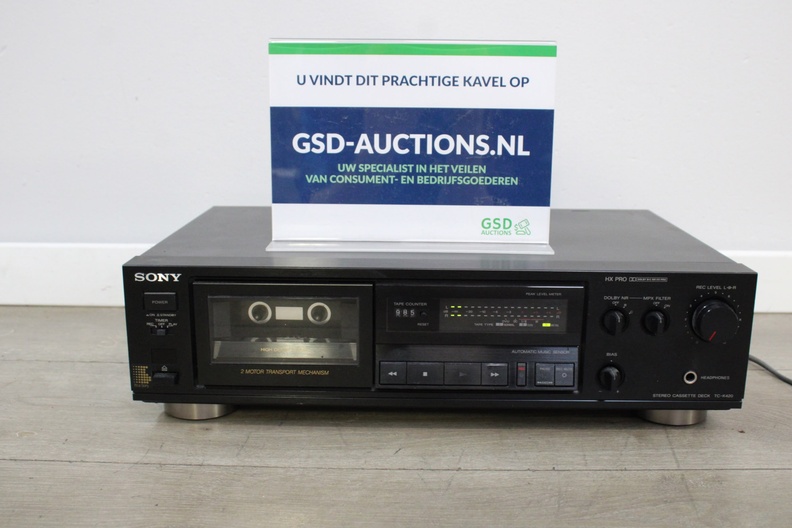 U VINDT DIT PRACHTIGE KAVEL OP
GSD-AUCTIONS.NL
UW SPECIALIST IN HET VEILEN
VAN CONSUMENT- EN BEDRIJFSGOEDEREN
GSD
AUCTIONS
SONY
HX PRO
POWER
TIMER
TAPE COUNTER
985
RESET
PEAK LEVEL METER
DOLBY NR
MPX FILTER
REC LEVEL L-R
AUTOMATIC MUSIC SENSOR
BIAS
HEADPHONES
2 MOTOR TRANSPORT MECHANISM
STEREO CASSETTE DECK